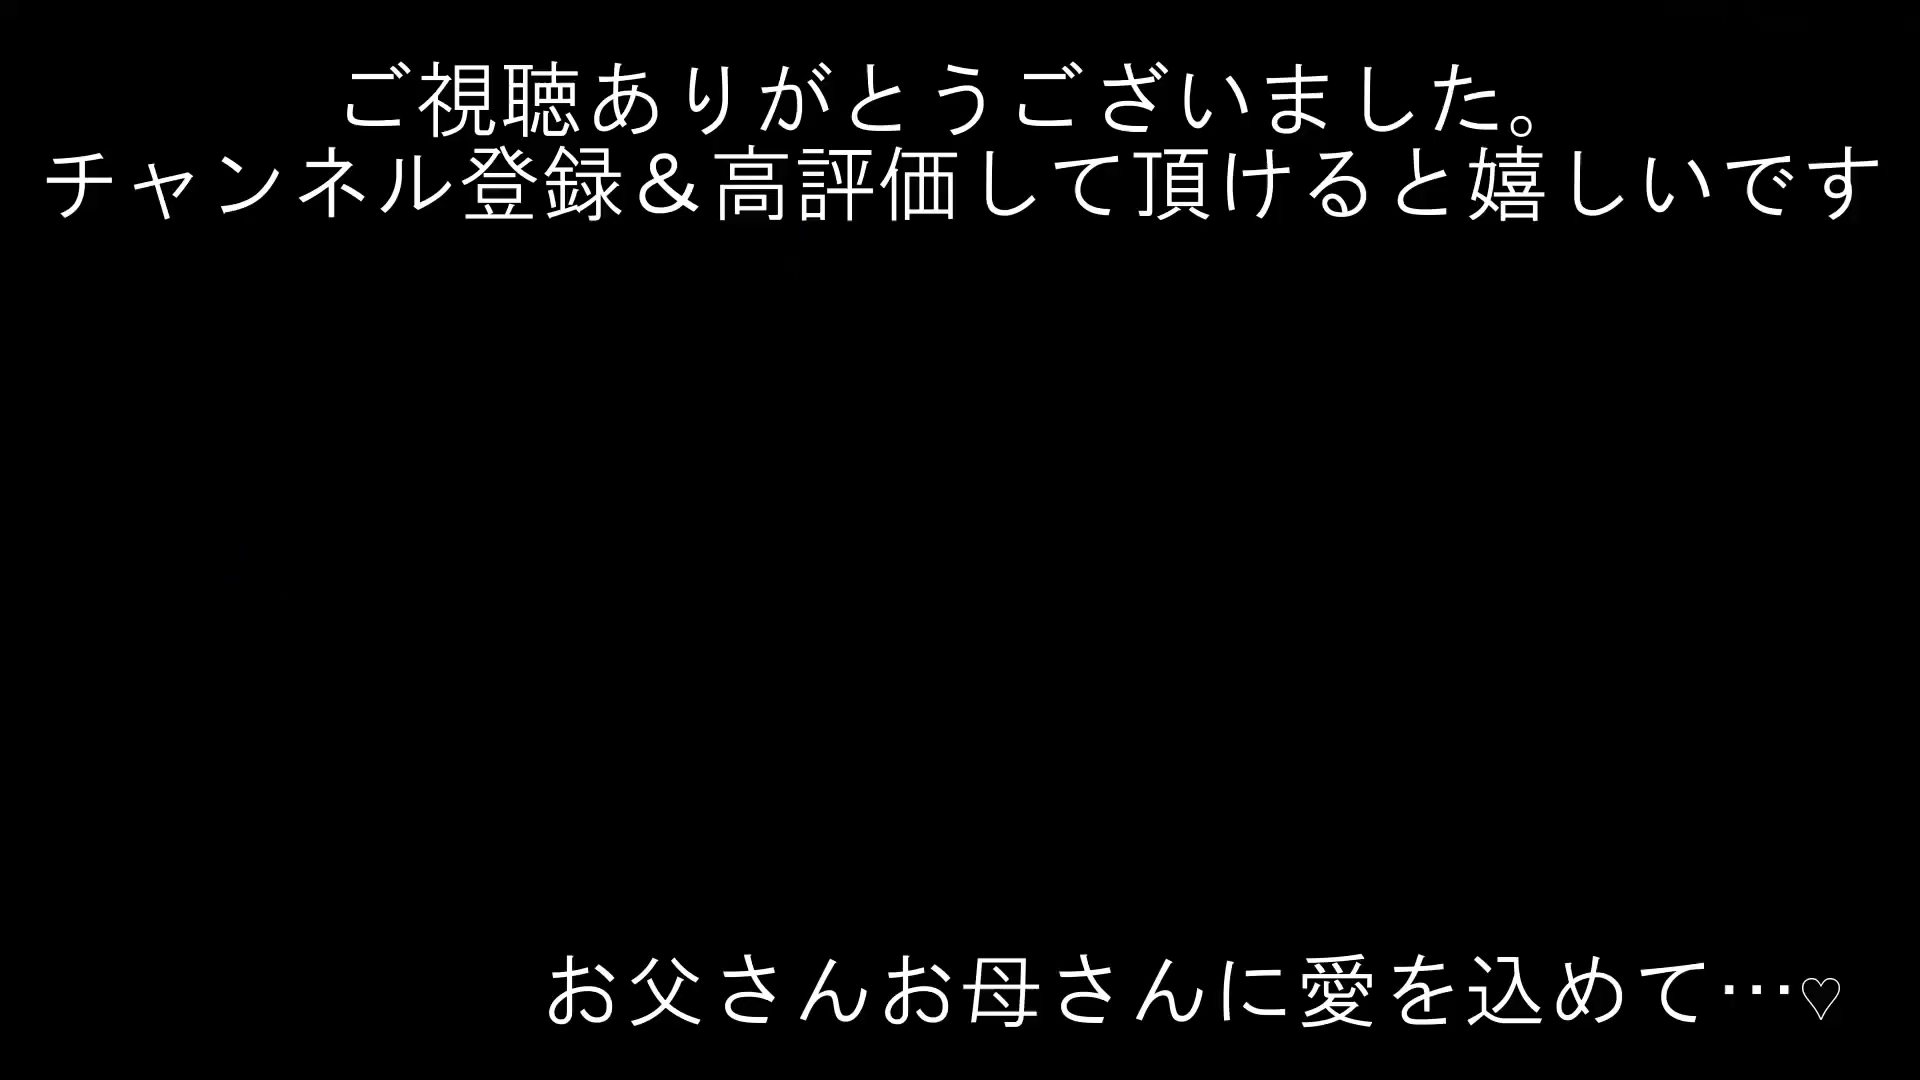 ご視聴ありがとうございました。
チャンネル登録＆高評価して頂けると嬉しいです
お父さんお母さんに愛を込めて…♡